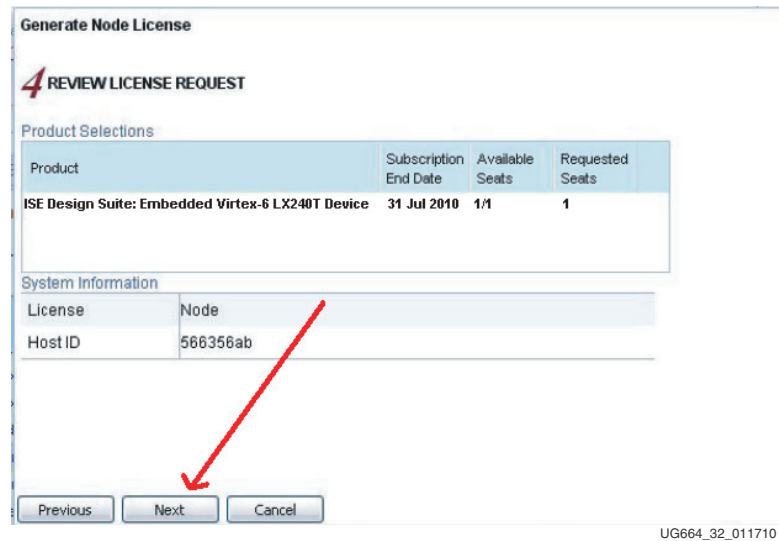 Generate Node License
4 REVIEW LICENSE REQUEST
Product Selections
Product Subscription End Date Available Seats Requested Seats
ISE Design Suite: Embedded Virtex-6 LX240T Device 31 Jul 2010 1/1 1
System Information
License Node
Host ID 566356ab
Previous Next Cancel
UG664_32_011710